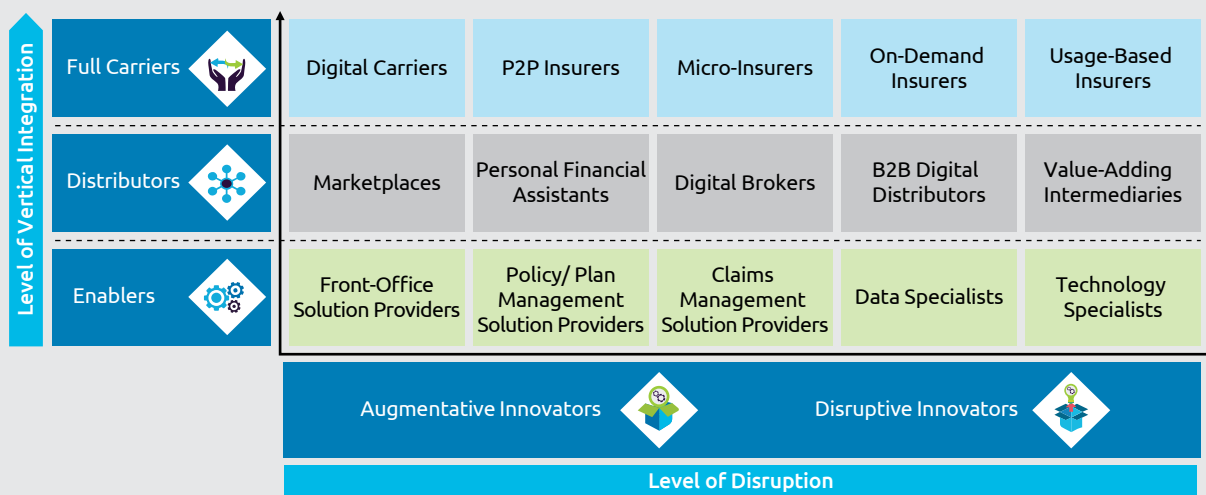 Level of Vertical Integration
Full Carriers
Digital Carriers
P2P Insurers
Micro-Insurers
On-Demand
Insurers
Usage-Based
Insurers
Distributors
Marketplaces
Personal Financial
Assistants
Digital Brokers
B2B Digital
Distributors
Value-Adding
Intermediaries
Enablers
Front-Office
Solution Providers
Policy/ Plan
Management
Solution Providers
Claims
Management
Solution Providers
Data Specialists
Technology
Specialists
Augmentative Innovators
Disruptive Innovators
Level of Disruption